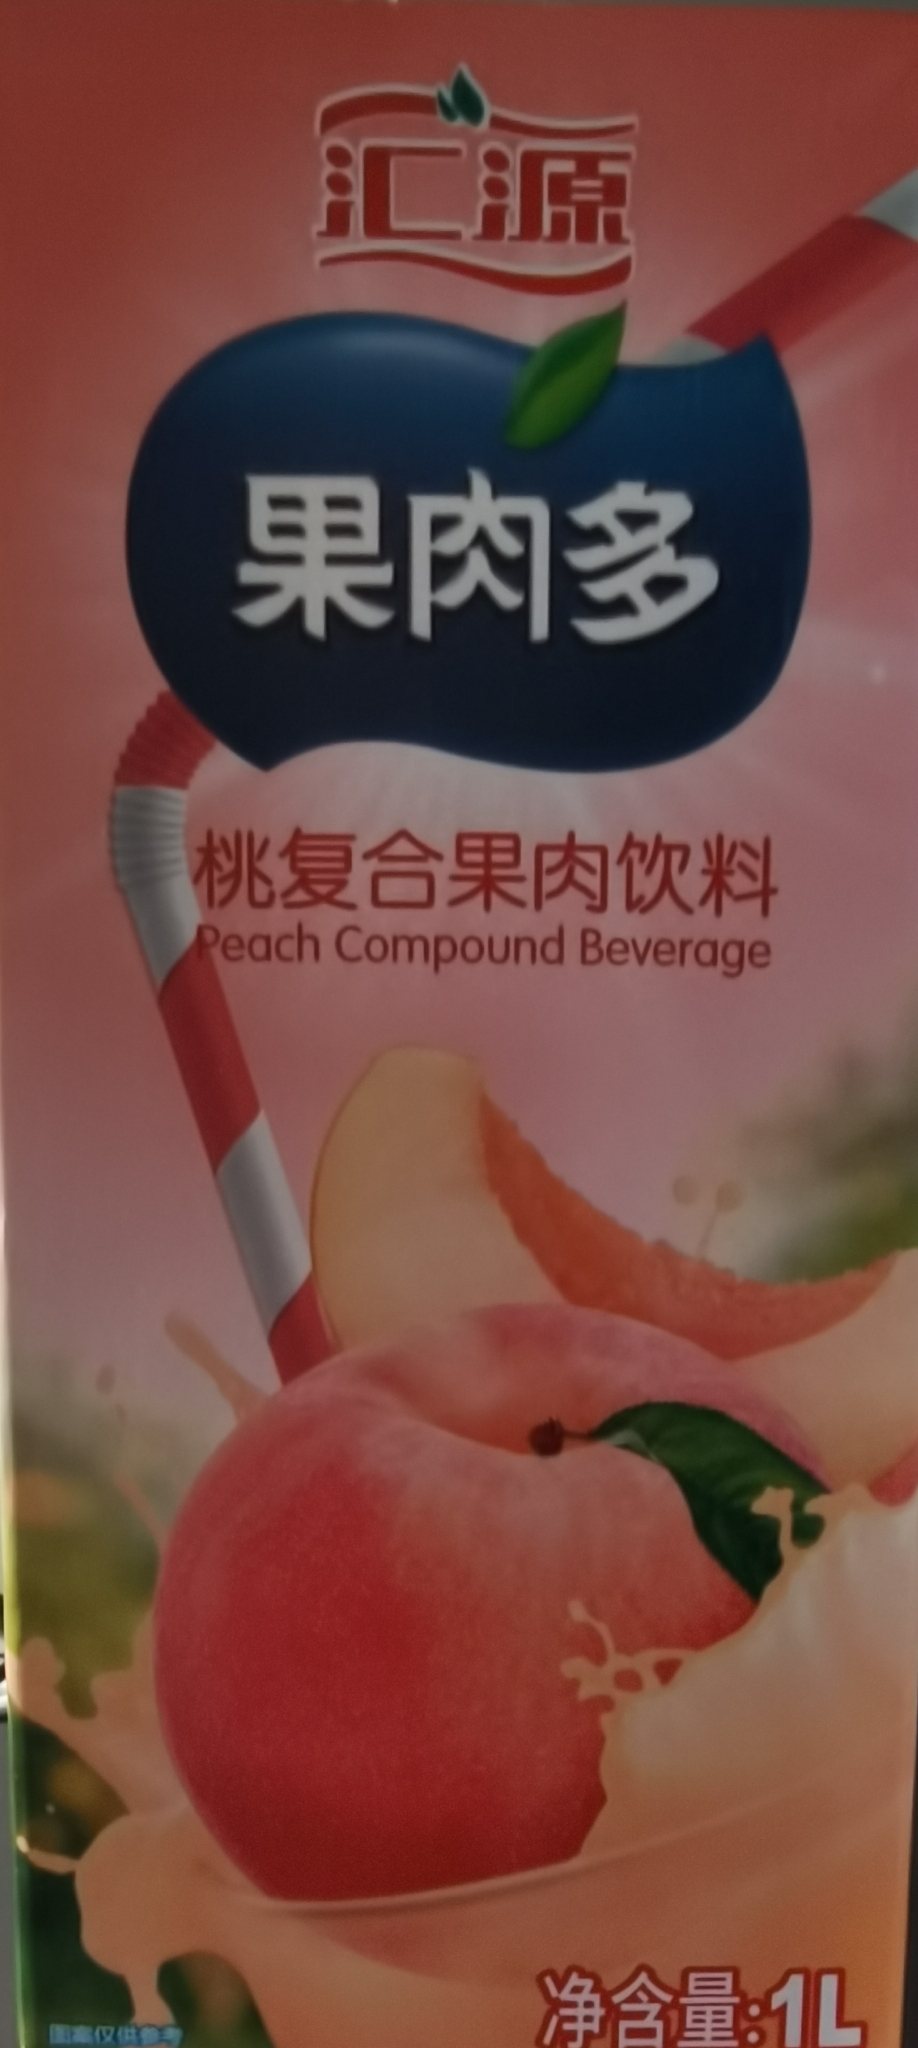 汇源
果肉多
桃复合果肉饮料
Peach Compound Beverage
净含量:1L
图案仅供参考